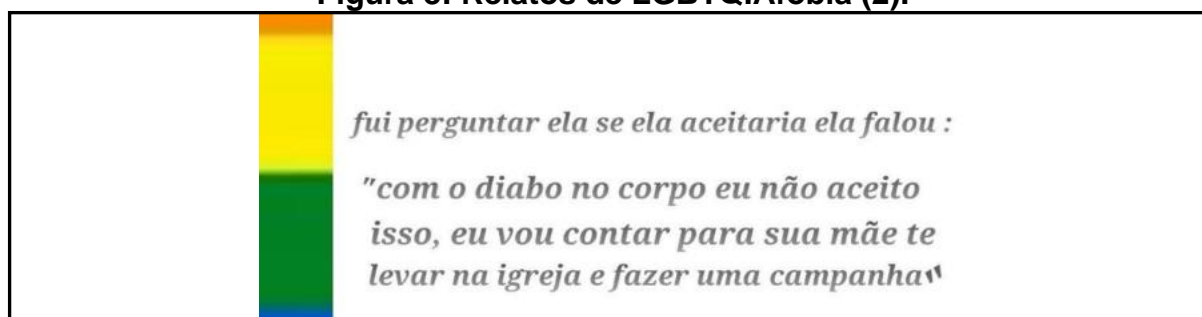 fui perguntar ela se ela aceitaria ela falou :
"com o diabo no corpo eu não aceito
isso, eu vou contar para sua mãe te
levar na igreja e fazer uma campanha"